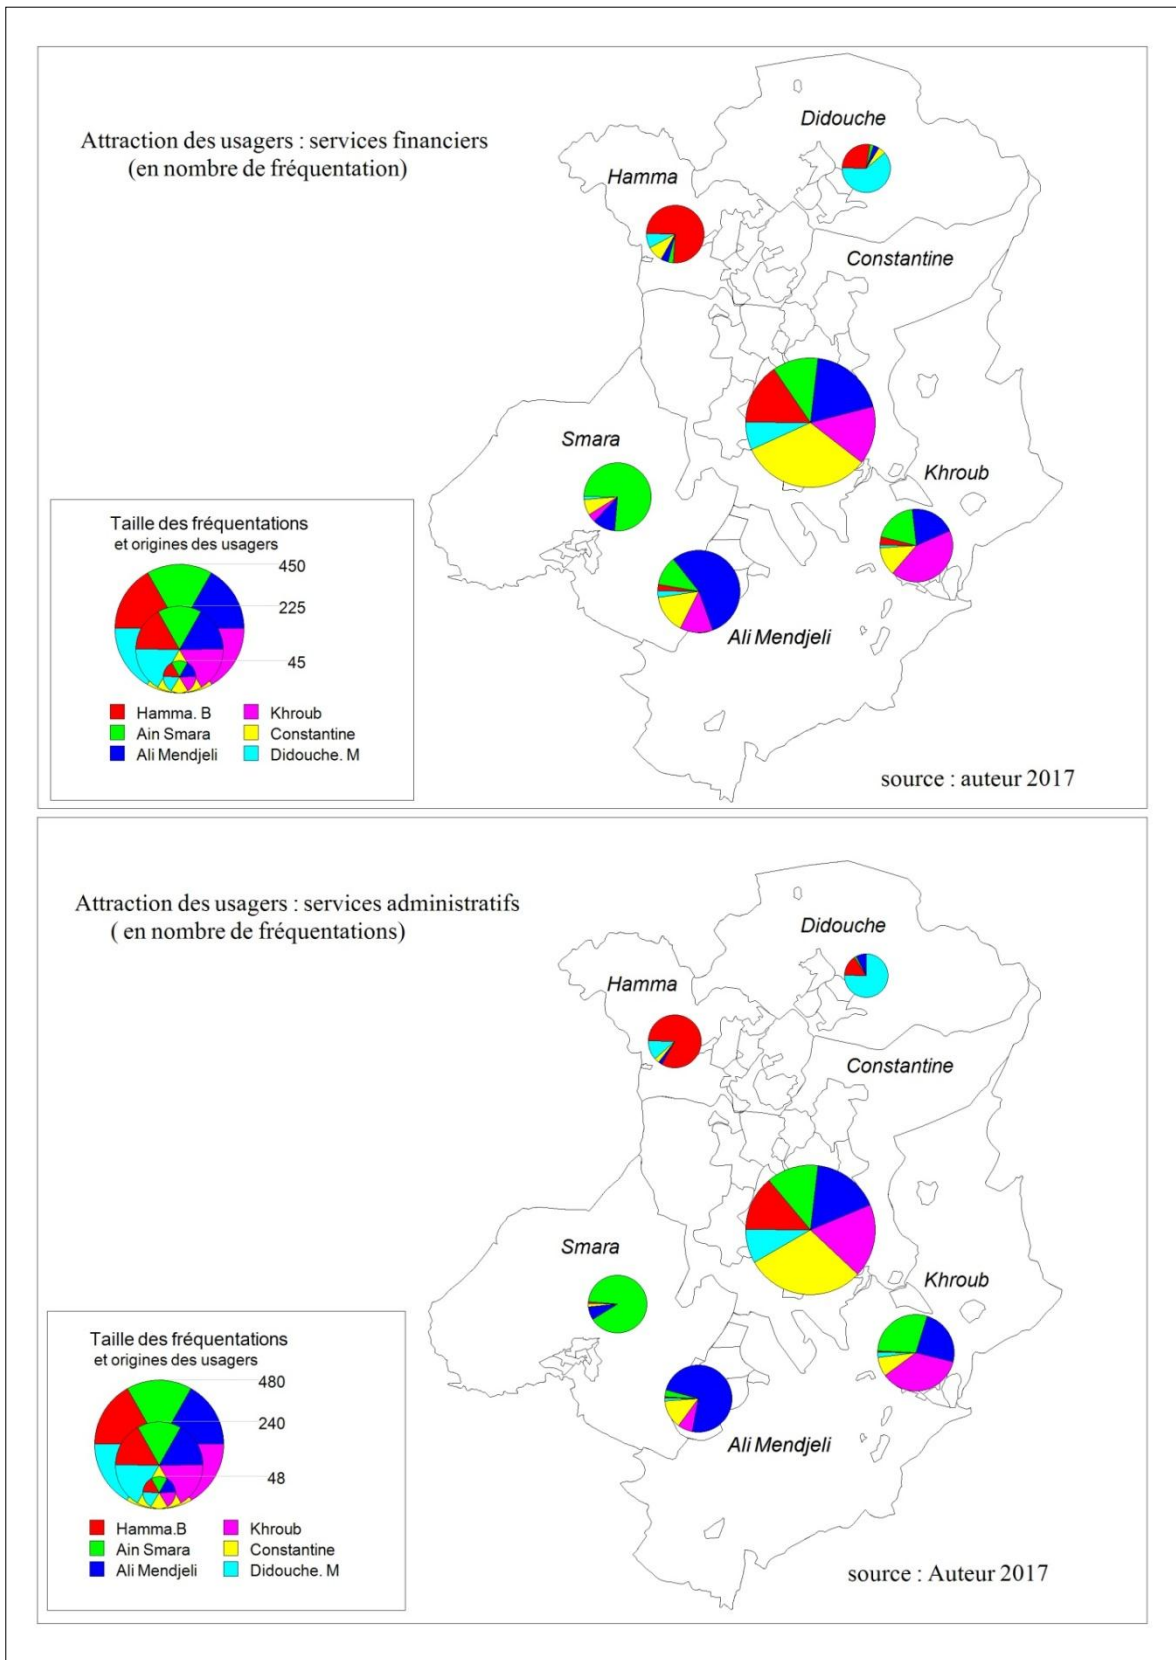 Attraction des usagers : services financiers
(en nombre de fréquentation)
Didouche
Hamma
Constantine
Smara
Khroub
Ali Mendjeli
Taille des fréquentations
et origines des usagers
450
225
45
Hamma. B
Khroub
Ain Smara
Constantine
Ali Mendjeli
Didouche. M
source : auteur 2017
Attraction des usagers : services administratifs
( en nombre de fréquentations)
Didouche
Hamma
Constantine
Smara
Khroub
Ali Mendjeli
Taille des fréquentations
et origines des usagers
480
240
48
Hamma.B
Khroub
Ain Smara
Constantine
Ali Mendjeli
Didouche. M
source : Auteur 2017